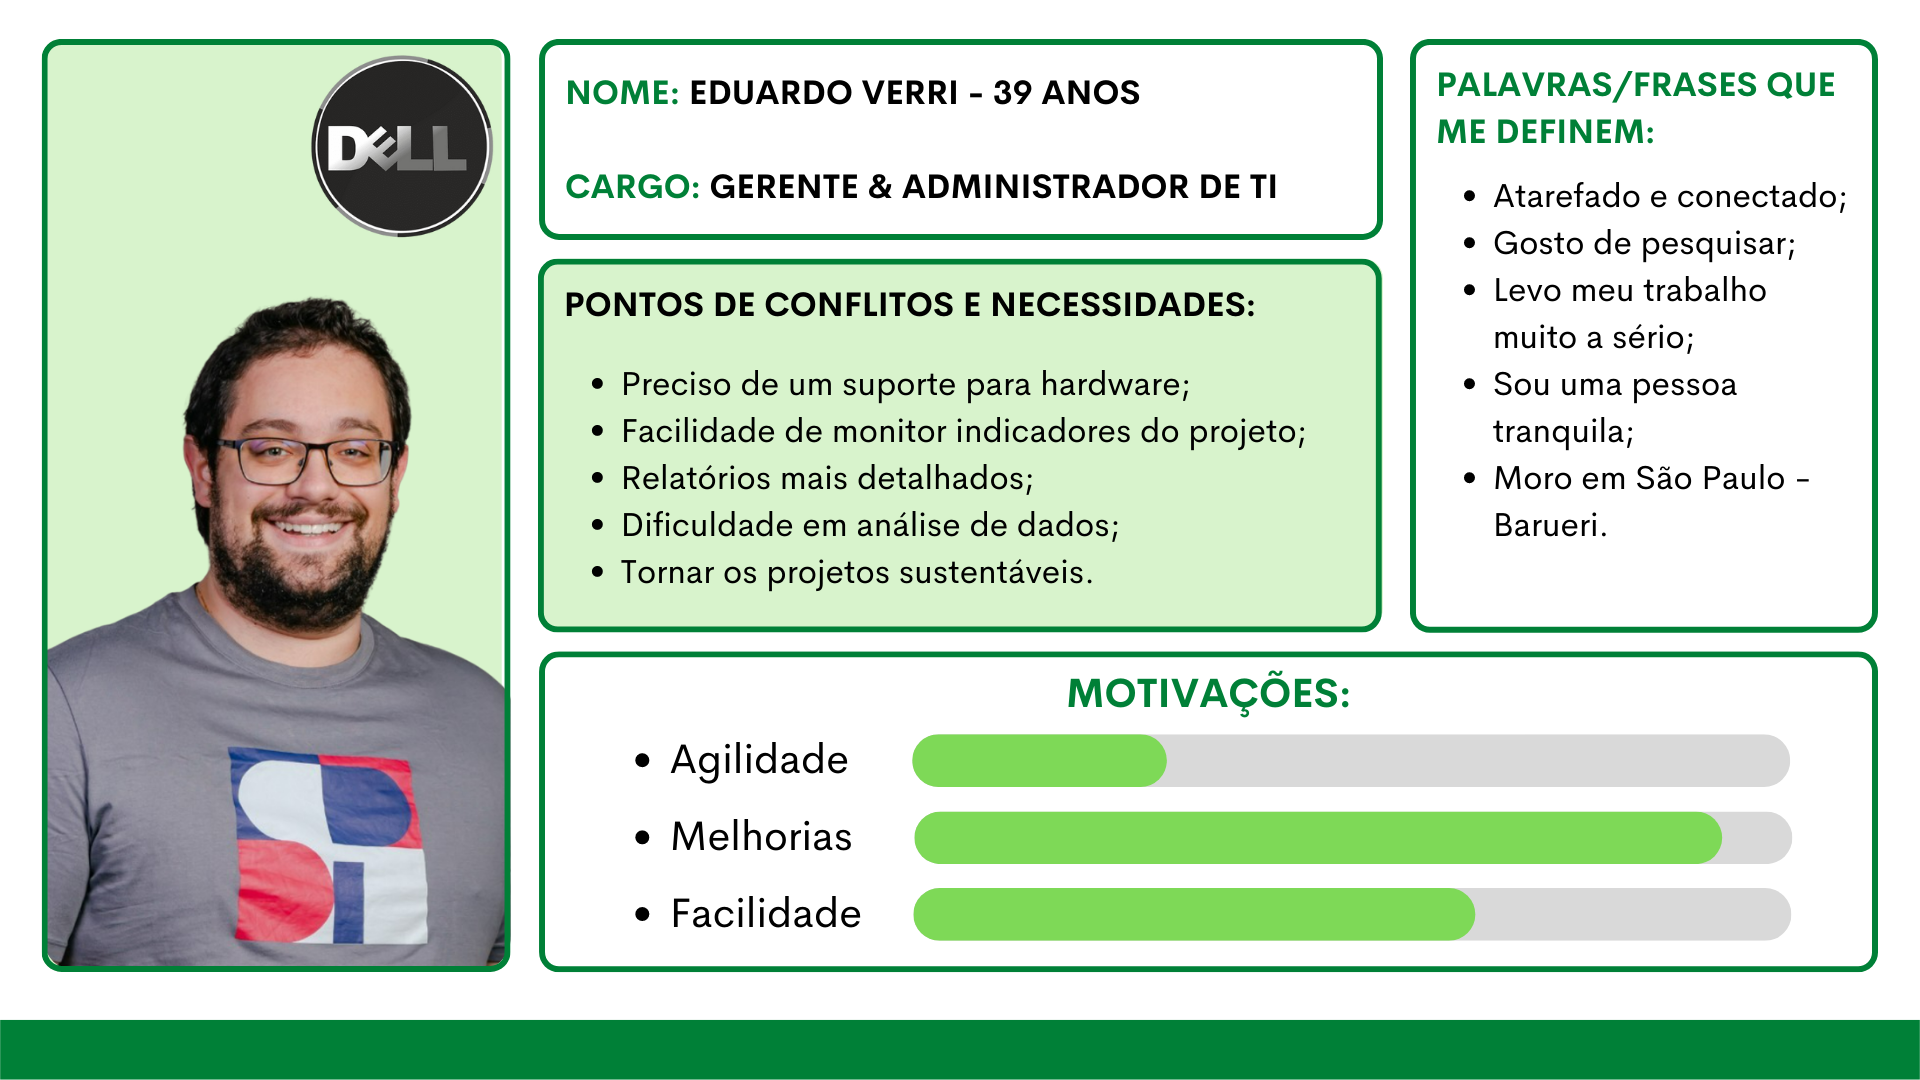 DELL
NOME: EDUARDO VERRI - 39 ANOS
CARGO: GERENTE & ADMINISTRADOR DE TI
PONTOS DE CONFLITOS E NECESSIDADES:
• Preciso de um suporte para hardware;
• Facilidade de monitor indicadores do projeto;
• Relatórios mais detalhados;
• Dificuldade em análise de dados;
• Tornar os projetos sustentáveis.
PALAVRAS/FRASES QUE
ME DEFINEM:
• Atarefado e conectado;
• Gosto de pesquisar;
• Levo meu trabalho
muito a sério;
• Sou uma pessoa
tranquila;
• Moro em São Paulo -
Barueri.
MOTIVAÇÕES:
• Agilidade
• Melhorias
• Facilidade